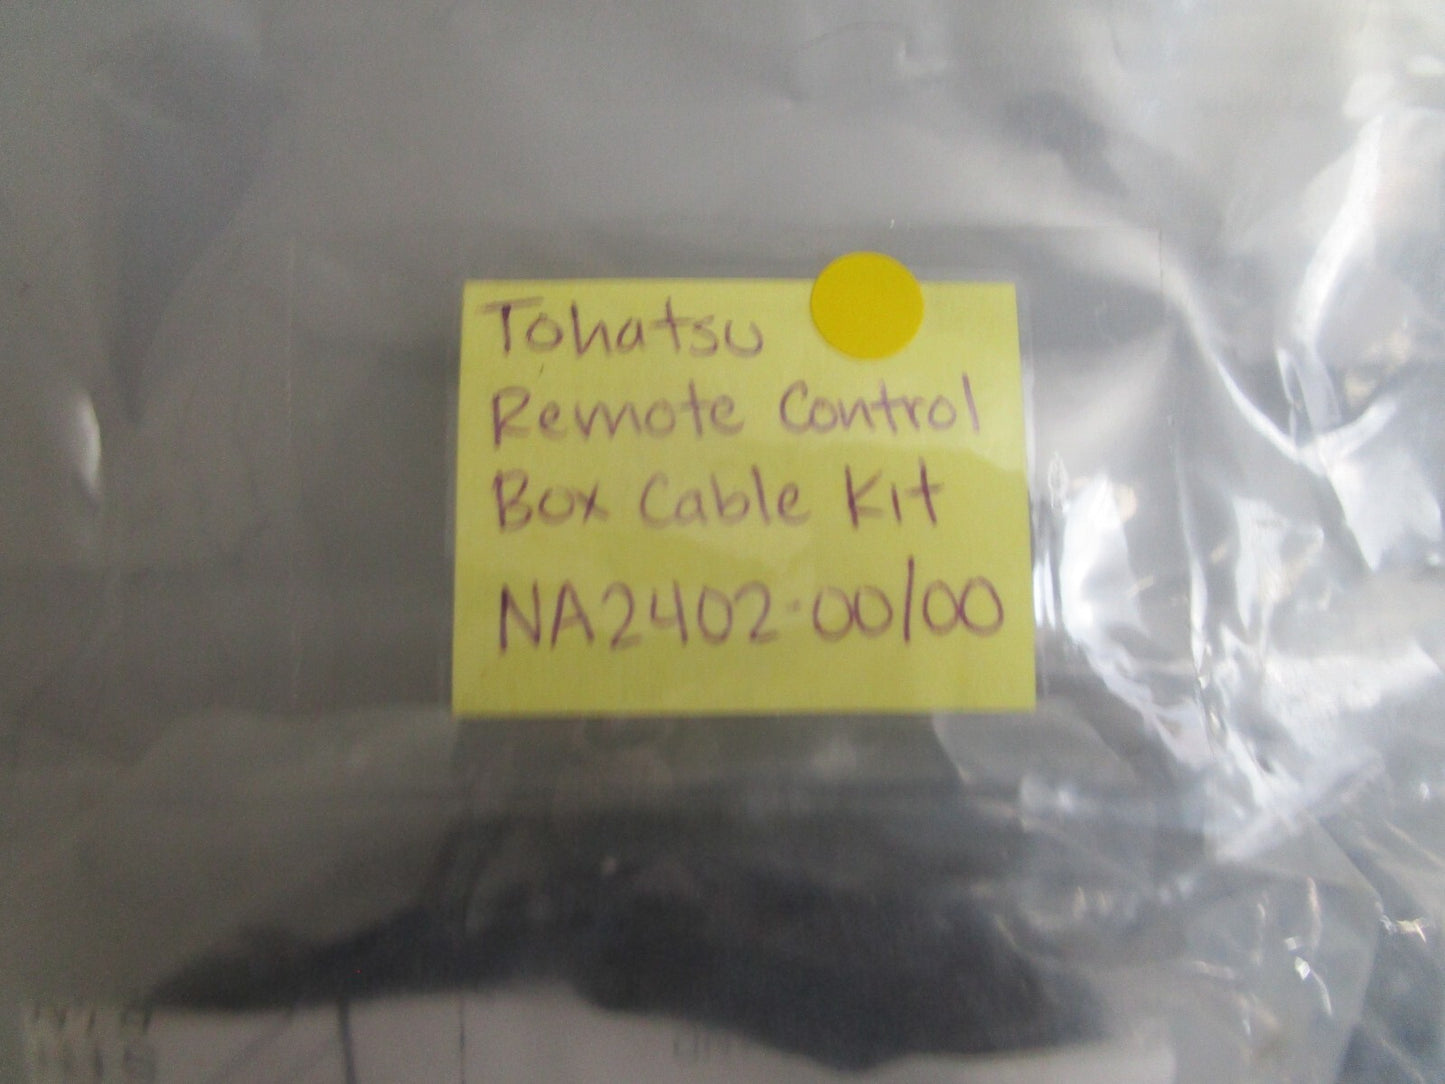 Tohatsu
Remote Control
Box Cable Kit
NA2402-00/00